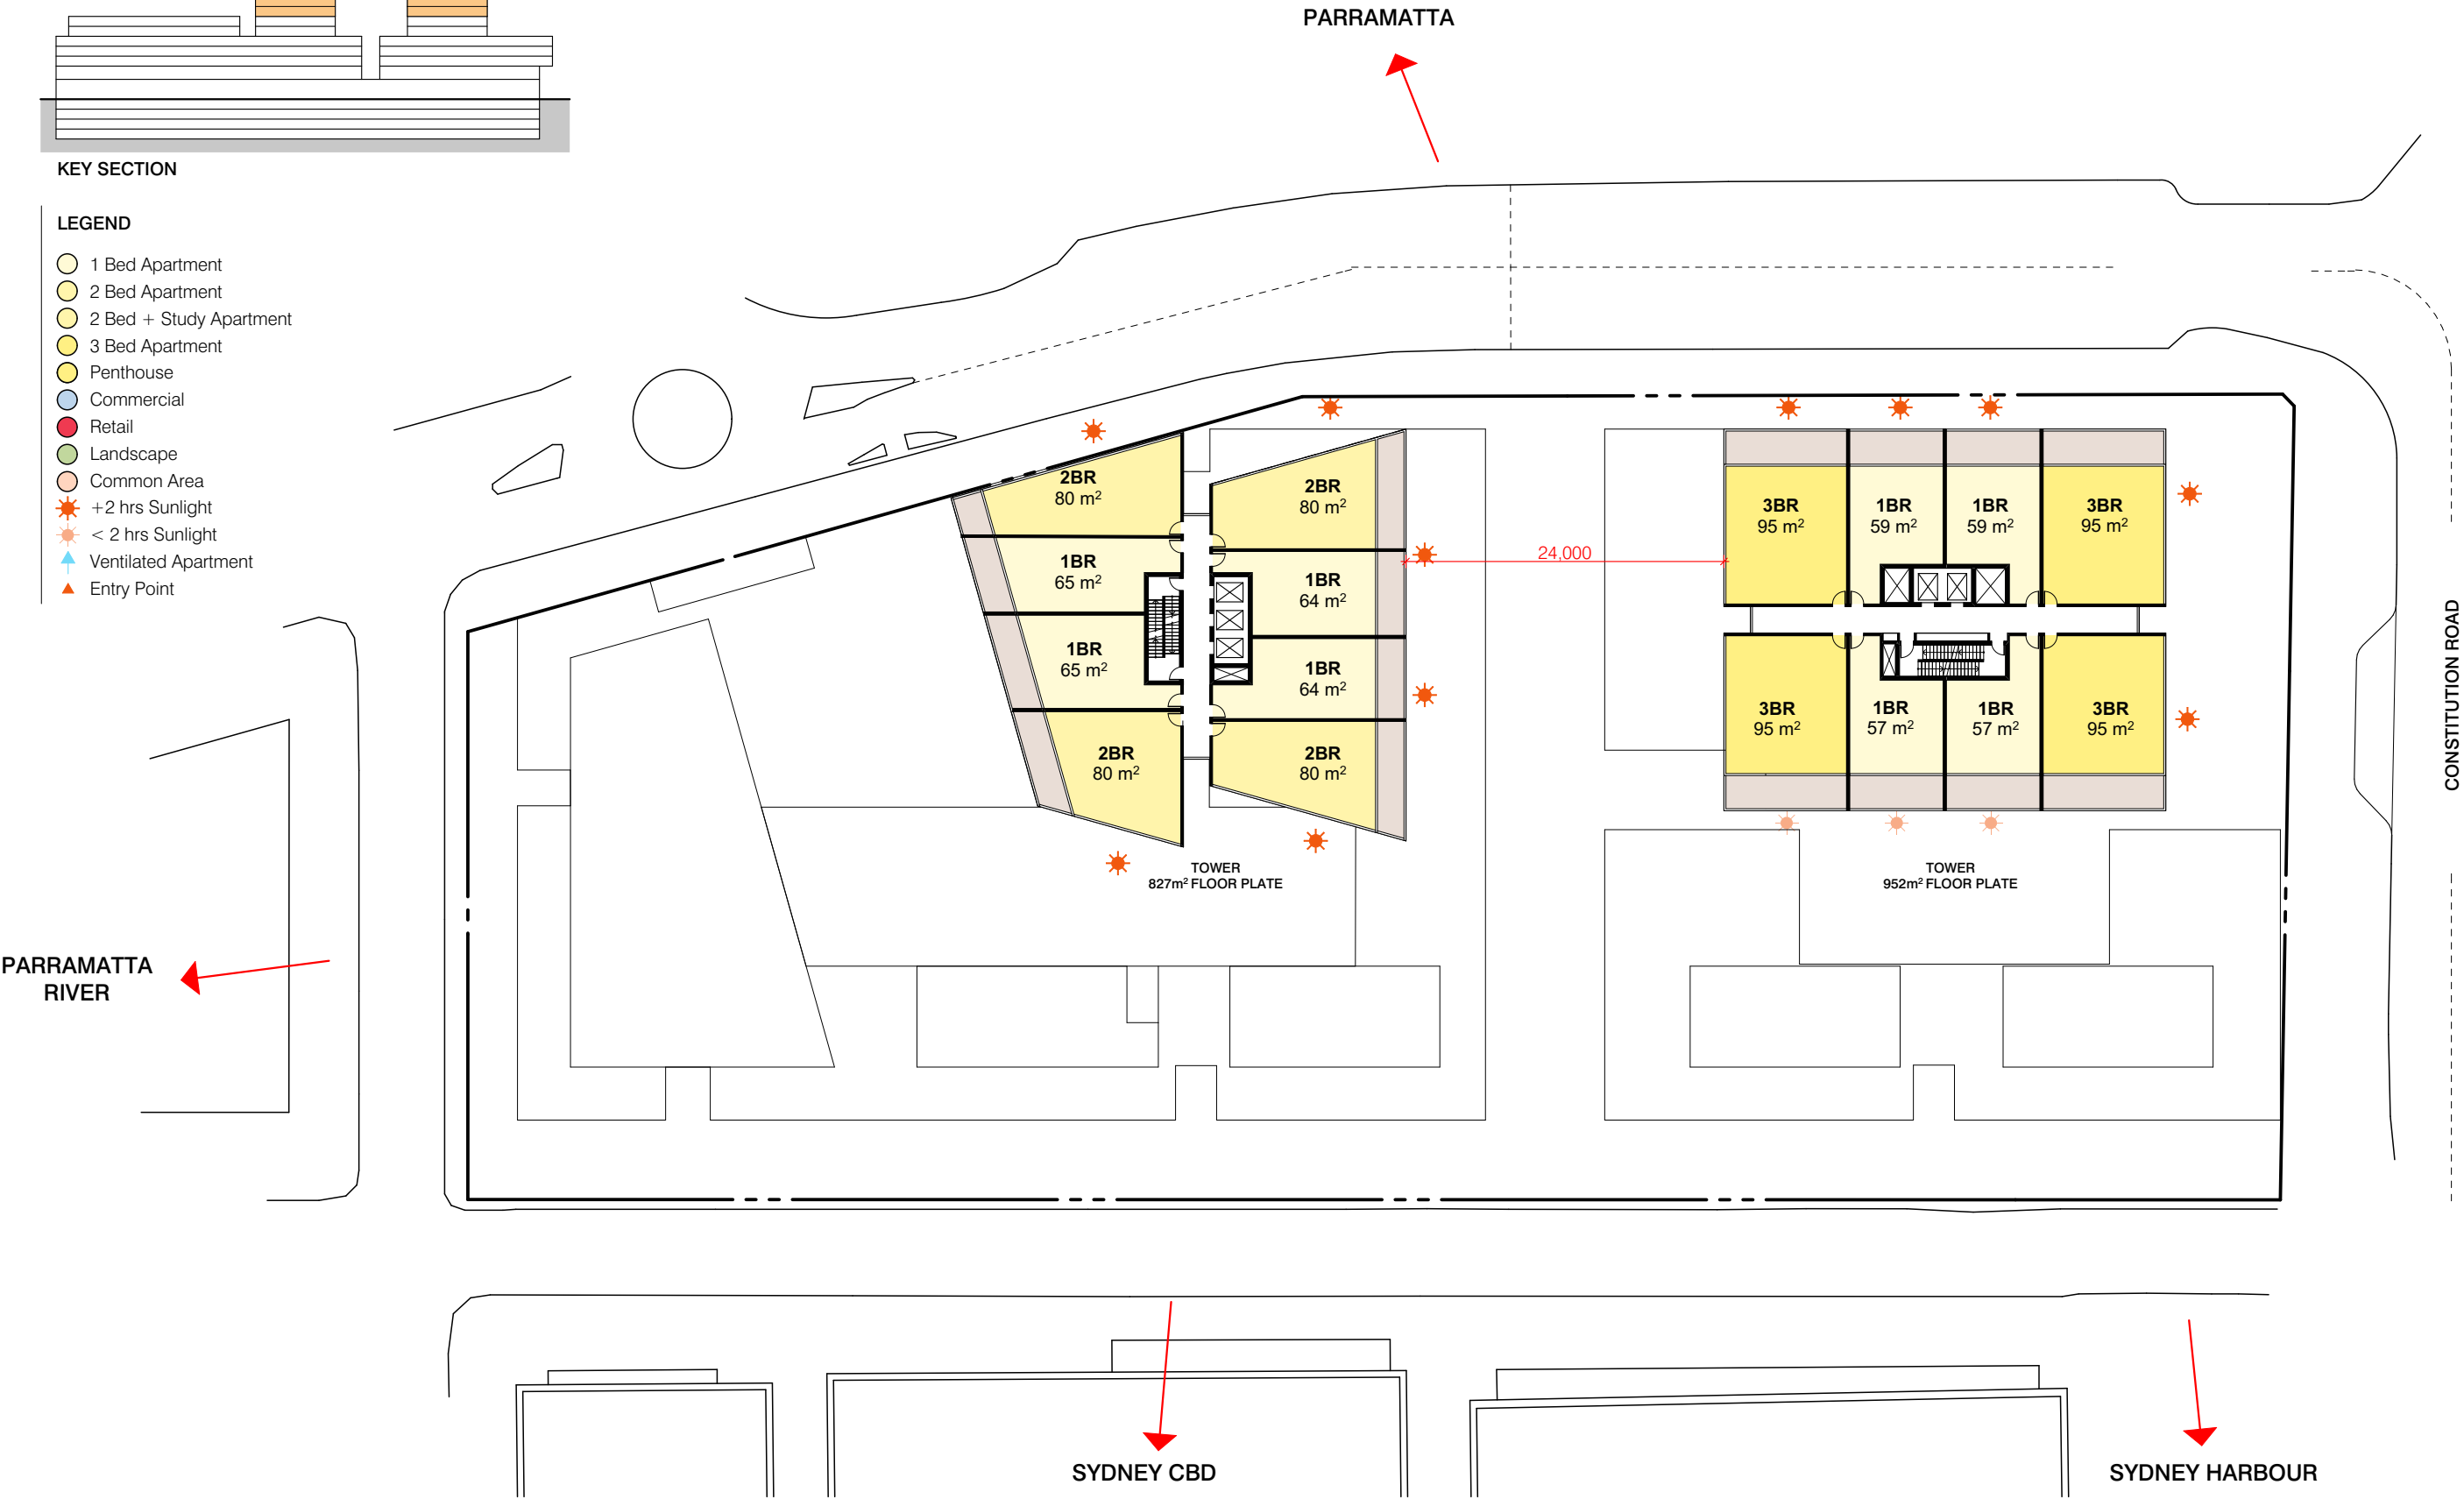 PARRAMATTA
KEY SECTION
LEGEND
1 Bed Apartment
2 Bed Apartment
2 Bed + Study Apartment
3 Bed Apartment
Penthouse
Commercial
Retail
Landscape
Common Area
+2 hrs Sunlight
< 2 hrs Sunlight
Ventilated Apartment
Entry Point
2BR
80 m²
2BR
80 m²
1BR
65 m²
1BR
64 m²
1BR
65 m²
1BR
64 m²
2BR
80 m²
2BR
80 m²
TOWER
827m² FLOOR PLATE
24,000
3BR
95 m²
1BR
59 m²
1BR
59 m²
3BR
95 m²
3BR
95 m²
1BR
57 m²
1BR
57 m²
3BR
95 m²
TOWER
952m² FLOOR PLATE
CONSTITUTION ROAD
PARRAMATTA
RIVER
SYDNEY CBD
SYDNEY HARBOUR